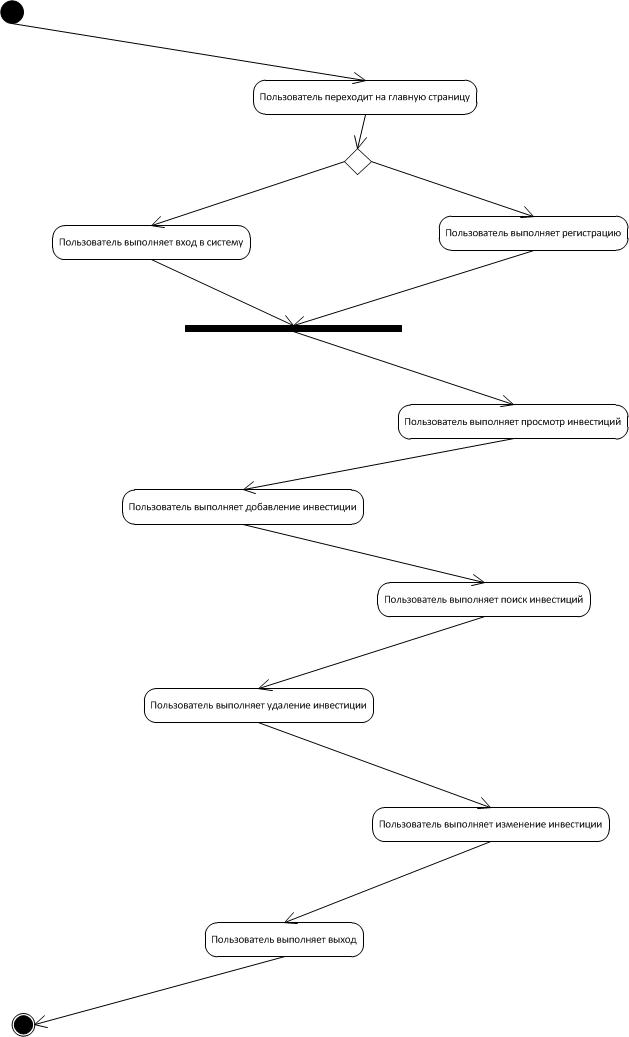 Пользователь переходит на главную страницу
Пользователь выполняет вход в систему
Пользователь выполняет регистрацию
Пользователь выполняет просмотр инвестиций
Пользователь выполняет добавление инвестиции
Пользователь выполняет поиск инвестиций
Пользователь выполняет удаление инвестиции
Пользователь выполняет изменение инвестиции
Пользователь выполняет выход